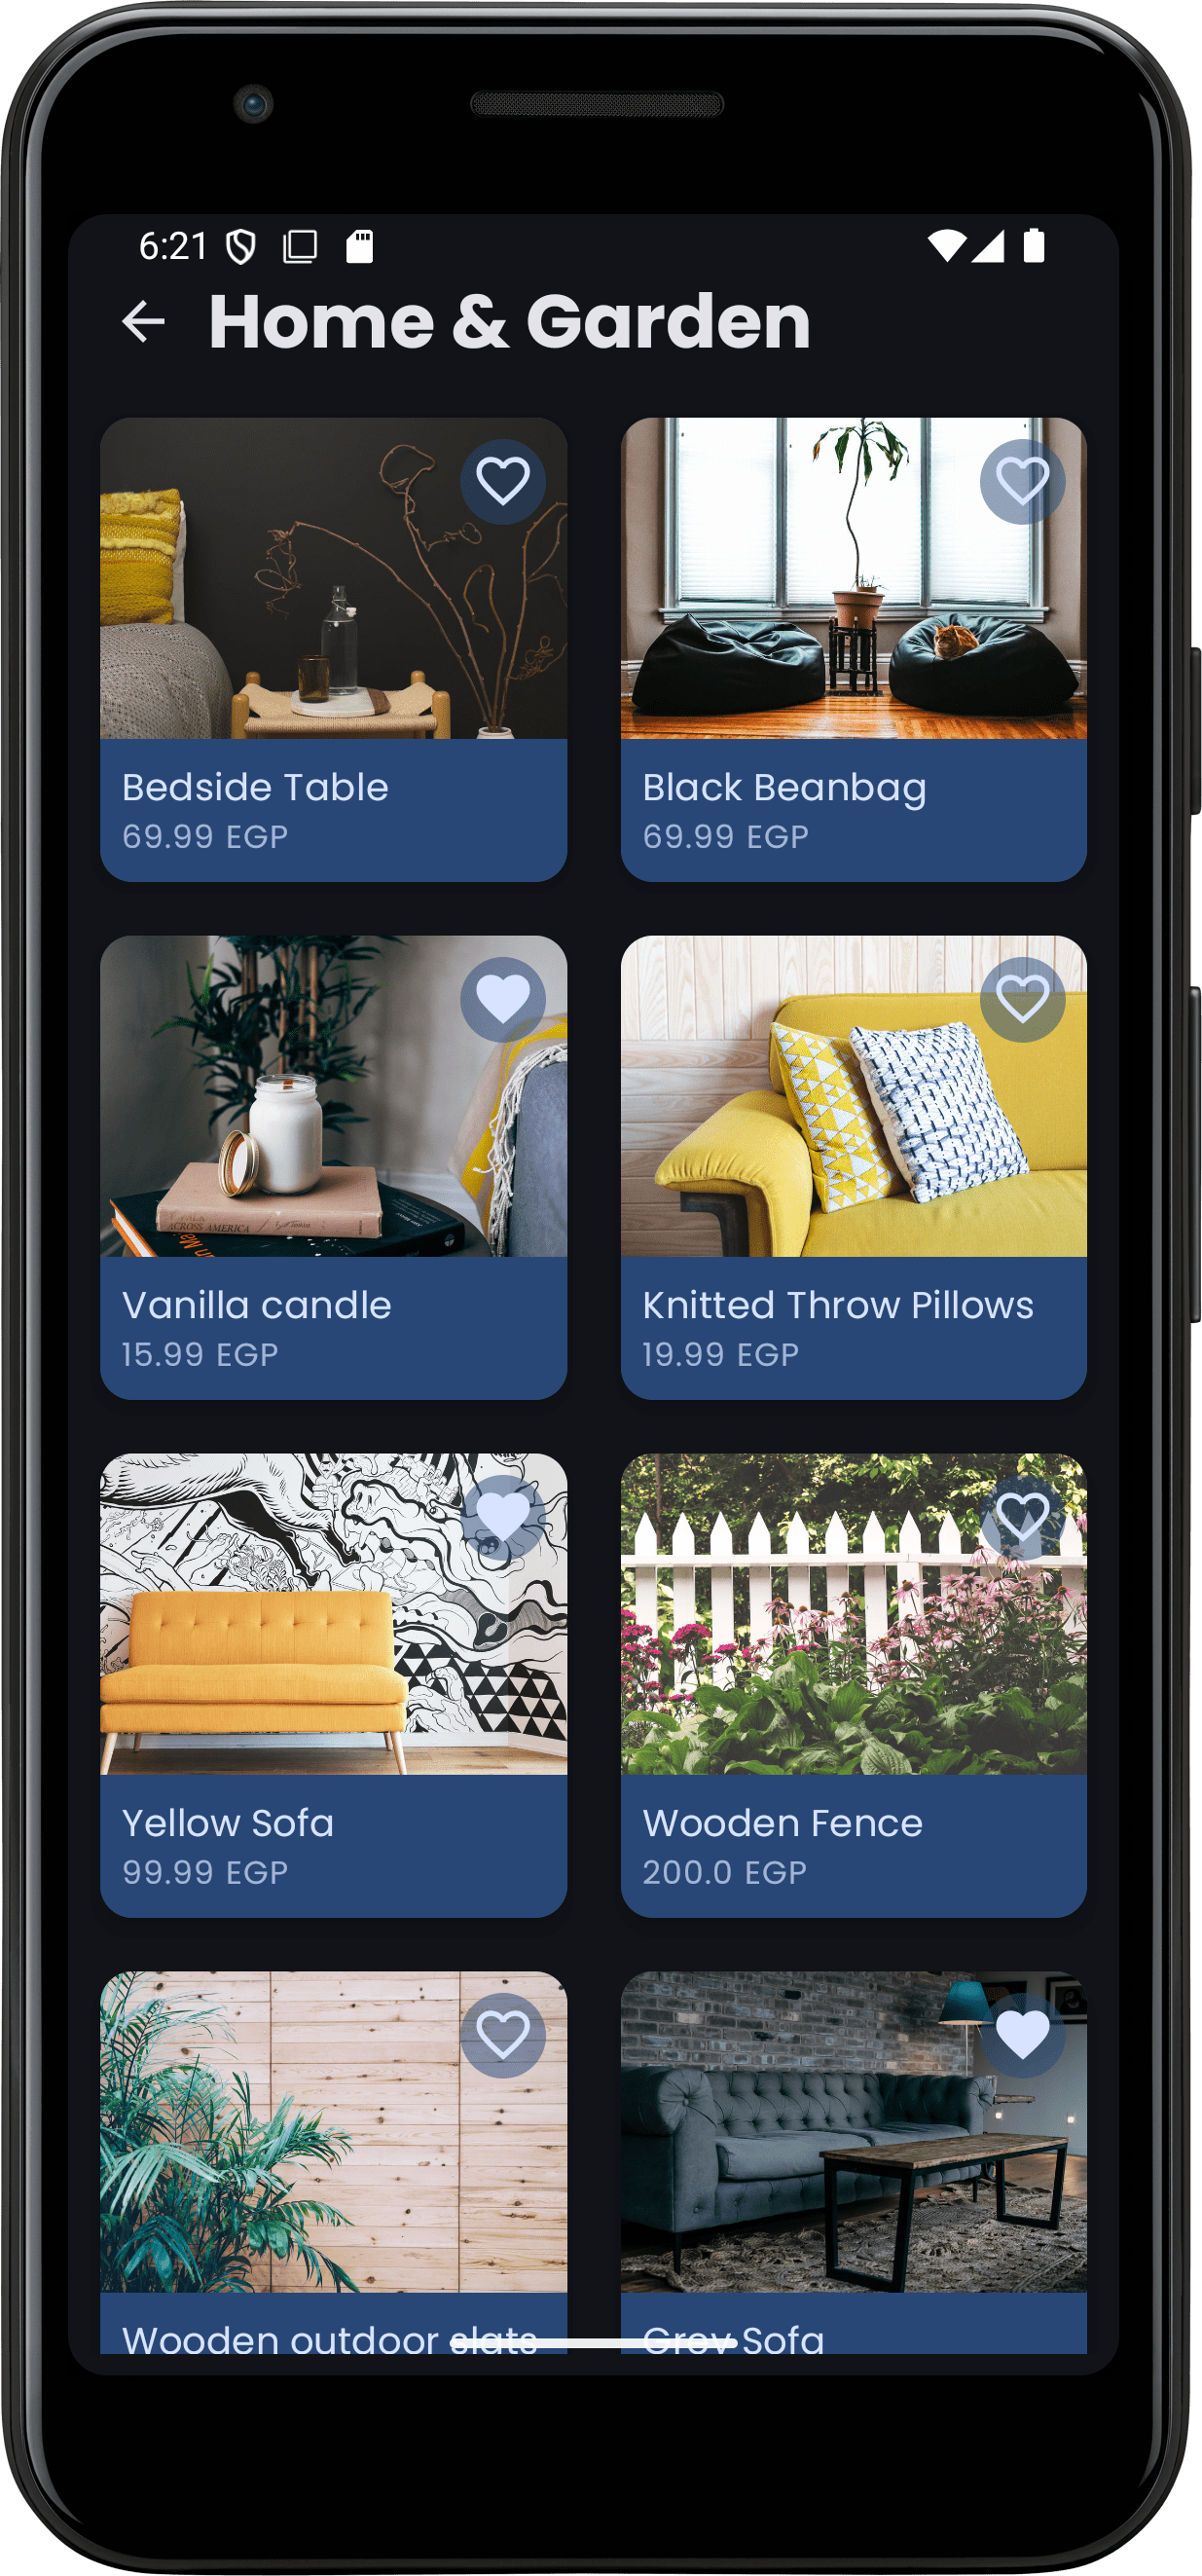 6:21
Home & Garden
Bedside Table
69.99 EGP
Black Beanbag
69.99 EGP
ACROSS AMERICA
Vanilla candle
15.99 EGP
Knitted Throw Pillows
19.99 EGP
Yellow Sofa
99.99 EGP
Wooden Fence
200.0 EGP
Wooden outdoor slats
Grey Sofa